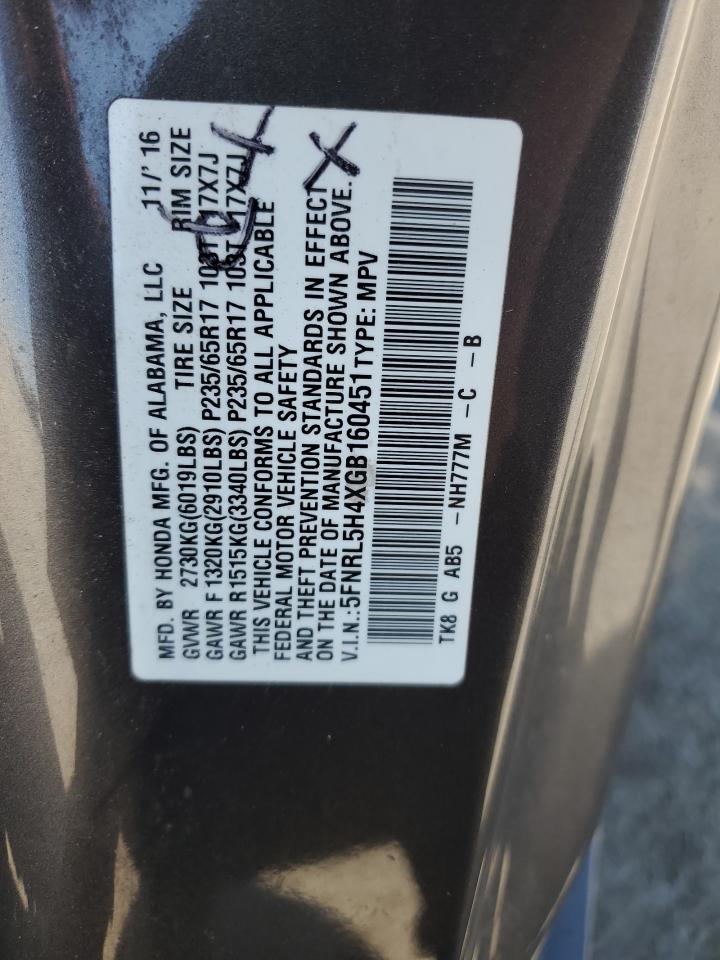 MFD. BY HONDA MFG. OF ALABAMA, LLC 11/' 16
GVWR 2730KG(6019LBS) TIRE SIZE RIM SIZE
GAWR F 1320KG(2910LBS) P235/65R17 103T 17X7J
GAWR R1515KG(3340LBS) P235/65R17 103T 17X7J
THIS VEHICLE CONFORMS TO ALL APPLICABLE
FEDERAL MOTOR VEHICLE SAFETY
AND THEFT PREVENTION STANDARDS IN EFFECT
ON THE DATE OF MANUFACTURE SHOWN ABOVE.
V.I.N.:5FNRL5H4XGB160451 TYPE: MPV
TK8 G AB5 -NH777M -C -B